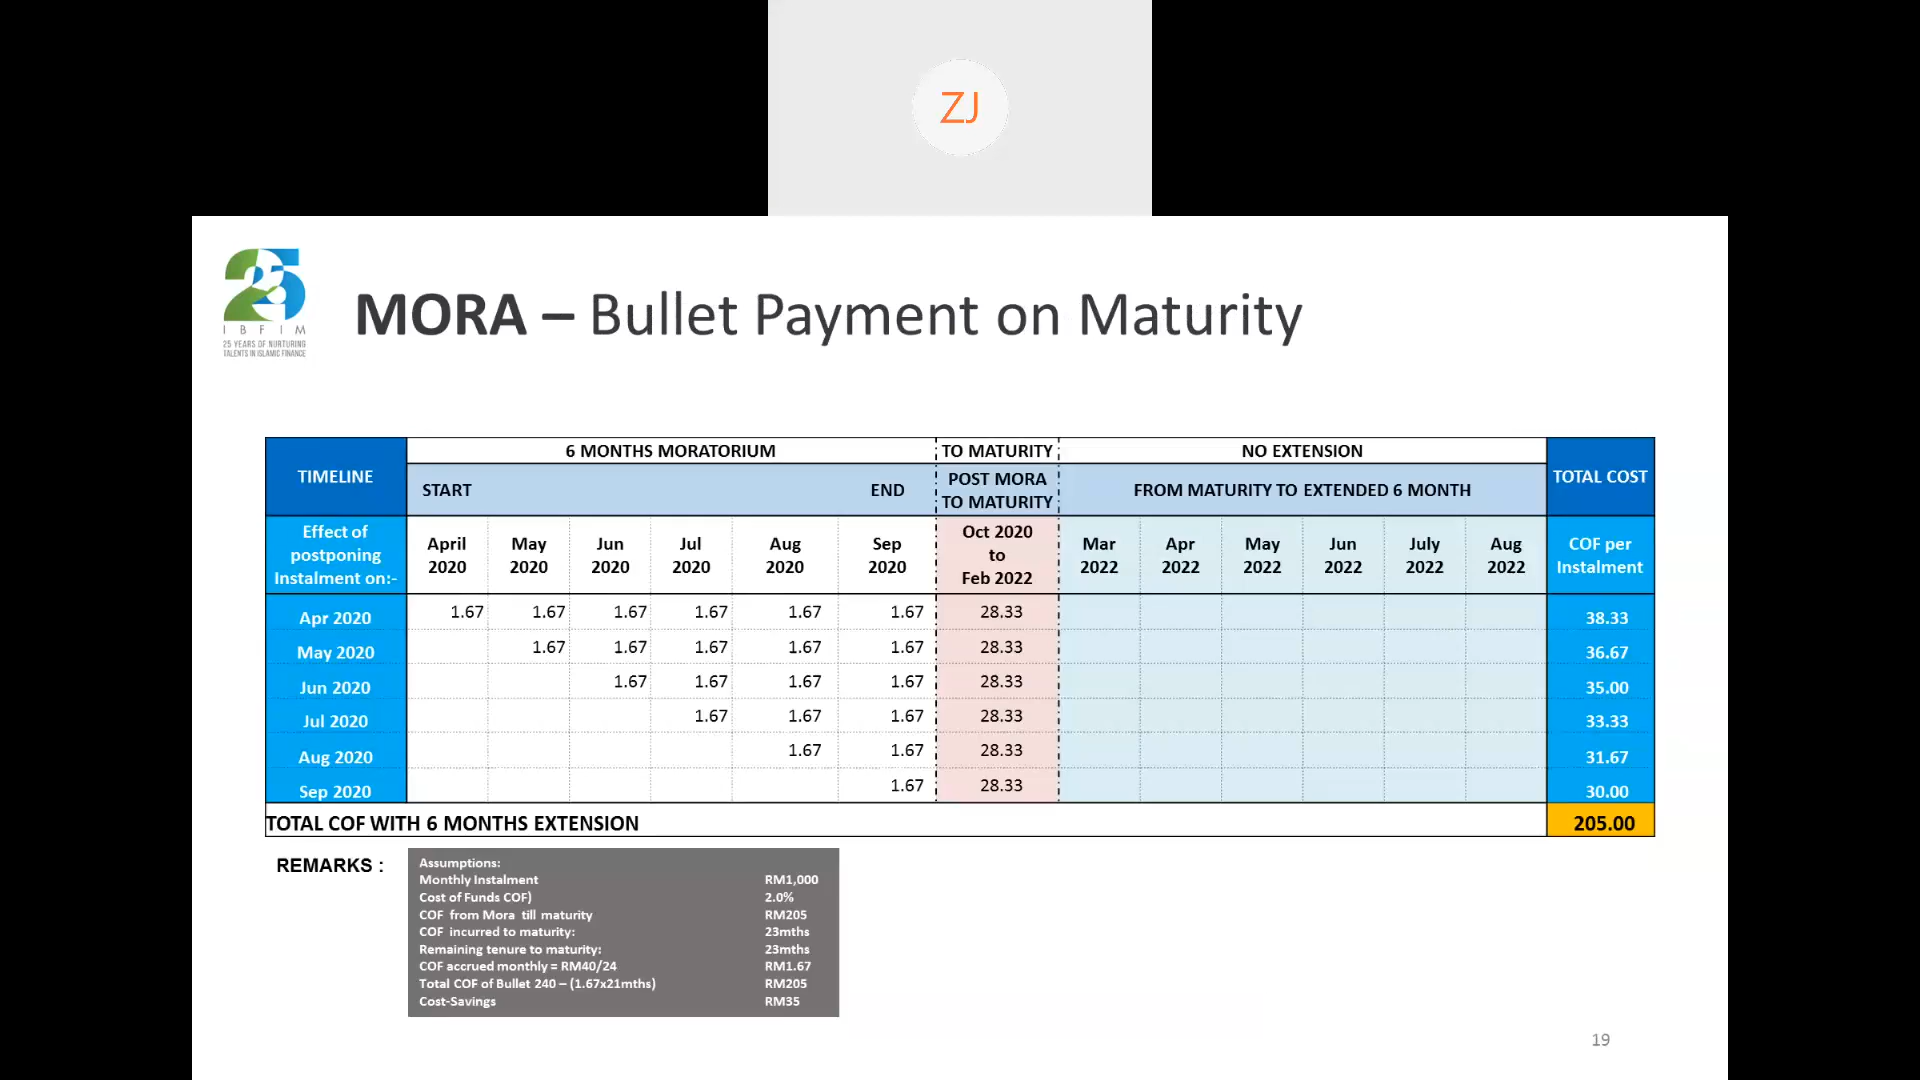 ZJ
IBFIM
25 YEARS OF NURTURING
TALENTS IN ISLAMIC FINANCE
MORA – Bullet Payment on Maturity
TIMELINE 6 MONTHS MORATORIUM TO MATURITY NO EXTENSION TOTAL COST
START END POST MORA TO MATURITY FROM MATURITY TO EXTENDED 6 MONTH
Effect of postponing Instalment on:- April 2020 May 2020 Jun 2020 Jul 2020 Aug 2020 Sep 2020 Oct 2020 to Feb 2022 Mar 2022 Apr 2022 May 2022 Jun 2022 July 2022 Aug 2022 COF per Instalment
Apr 2020 1.67 1.67 1.67 1.67 1.67 1.67 28.33 38.33
May 2020 1.67 1.67 1.67 1.67 1.67 28.33 36.67
Jun 2020 1.67 1.67 1.67 1.67 28.33 35.00
Jul 2020 1.67 1.67 1.67 28.33 33.33
Aug 2020 1.67 1.67 28.33 31.67
Sep 2020 1.67 28.33 30.00
TOTAL COF WITH 6 MONTHS EXTENSION 205.00
REMARKS :
Assumptions:
Monthly Instalment RM1,000
Cost of Funds COF) 2.0%
COF from Mora till maturity RM205
COF incurred to maturity: 23mths
Remaining tenure to maturity: 23mths
COF accrued monthly = RM40/24 RM1.67
Total COF of Bullet 240 – (1.67x21mths) RM205
Cost-Savings RM35
19